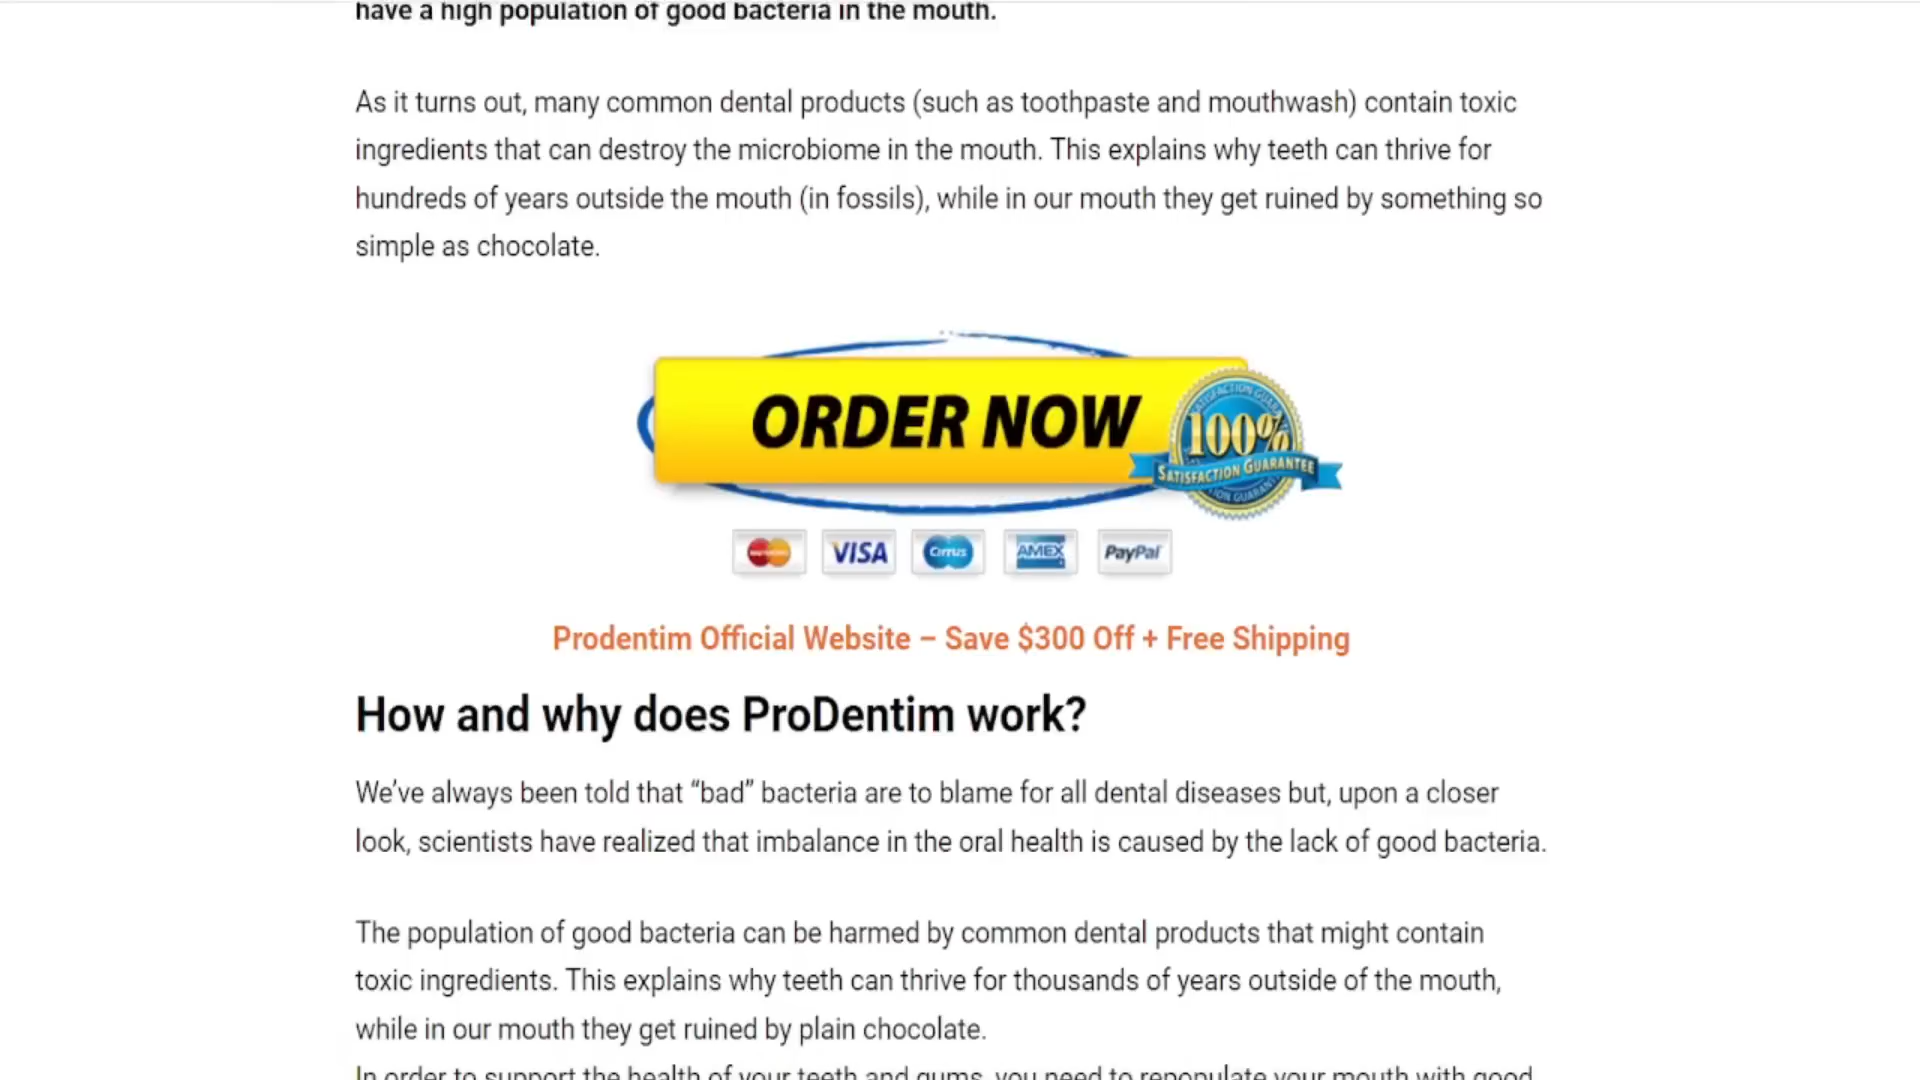 have a high population of good bacteria in the mouth.
As it turns out, many common dental products (such as toothpaste and mouthwash) contain toxic
ingredients that can destroy the microbiome in the mouth. This explains why teeth can thrive for
hundreds of years outside the mouth (in fossils), while in our mouth they get ruined by something so
simple as chocolate.
ORDER NOW
SATISFACTION GUARA
100%
SATISFACTION GUARANTEE
ION GUARAN
MasterCard
VISA
Cirrus
AMEX
PayPal
Prodentim Official Website – Save $300 Off + Free Shipping
How and why does ProDentim work?
We’ve always been told that “bad” bacteria are to blame for all dental diseases but, upon a closer
look, scientists have realized that imbalance in the oral health is caused by the lack of good bacteria.
The population of good bacteria can be harmed by common dental products that might contain
toxic ingredients. This explains why teeth can thrive for thousands of years outside of the mouth,
while in our mouth they get ruined by plain chocolate.
In order to support the health of your teeth and gums, you need to repopulate your mouth with good